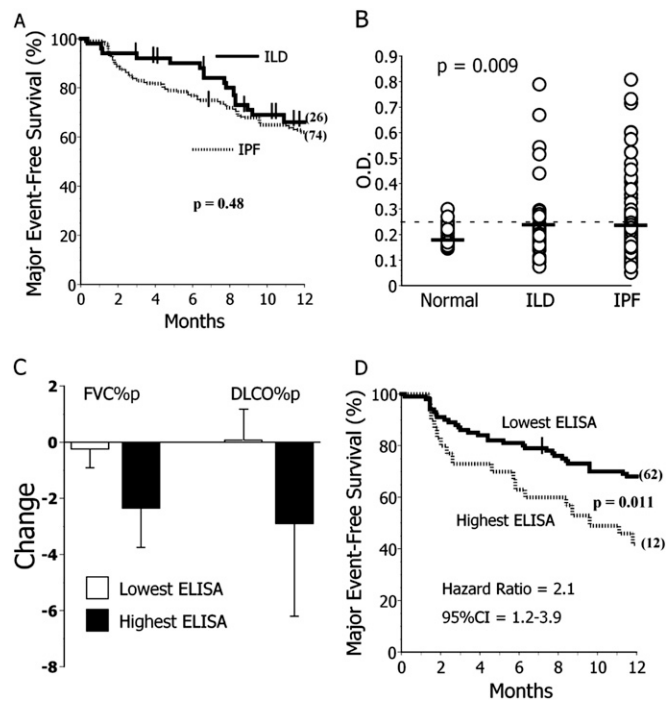 A
Major Event-Free Survival (%)
100
80
60
40
20
0
ILD
(26)
(74)
IPF
p = 0.48
0 2 4 6 8 10 12
Months
B
p = 0.009
O.D.
0.9
0.8
0.7
0.6
0.5
0.4
0.3
0.2
0.1
0
Normal ILD IPF
C
FVC%p DLCO%p
Change
2
0
-2
-4
-6
-8
Lowest ELISA
Highest ELISA
D
Major Event-Free Survival (%)
100
80
60
40
20
0
Lowest ELISA
(62)
p = 0.011
Highest ELISA
(12)
Hazard Ratio = 2.1
95%CI = 1.2-3.9
0 2 4 6 8 10 12
Months